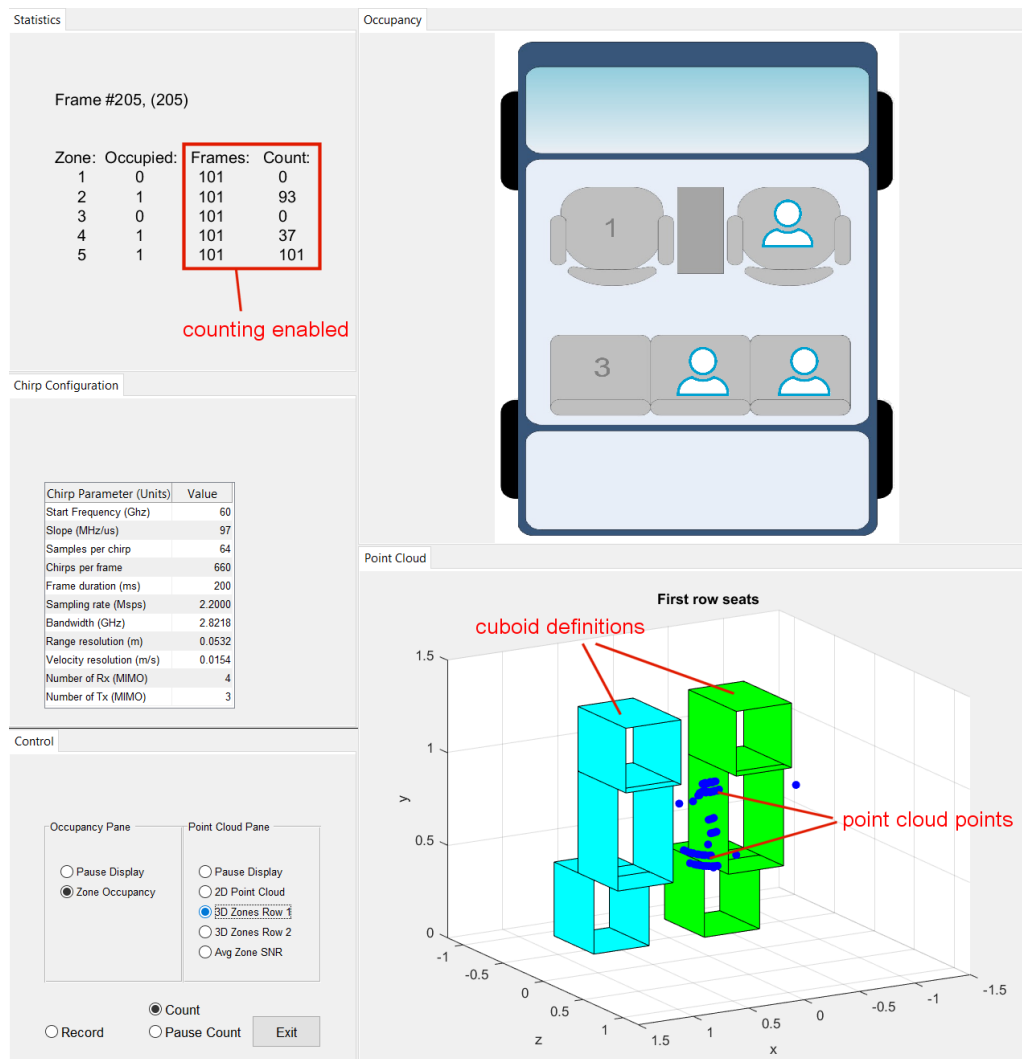 Statistics
Frame #205, (205)
Zone: Occupied: Frames: Count:
1 0 101 0
2 1 101 93
3 0 101 0
4 1 101 37
5 1 101 101
counting enabled
Occupancy
1
3
Chirp Configuration
Chirp Parameter (Units) Value
Start Frequency (Ghz) 60
Slope (MHz/us) 97
Samples per chirp 64
Chirps per frame 660
Frame duration (ms) 200
Sampling rate (Msps) 2.2000
Bandwidth (GHz) 2.8218
Range resolution (m) 0.0532
Velocity resolution (m/s) 0.0154
Number of Rx (MIMO) 4
Number of Tx (MIMO) 3
Control
Occupancy Pane
Pause Display
Zone Occupancy
Point Cloud Pane
Pause Display
2D Point Cloud
3D Zones Row 1
3D Zones Row 2
Avg Zone SNR
Count
Record
Pause Count
Exit
Point Cloud
First row seats
cuboid definitions
point cloud points
1.5
1
0.5
0
y
-1
-0.5
0
0.5
1
z
1.5
1
0.5
0
-0.5
-1
-1.5
x